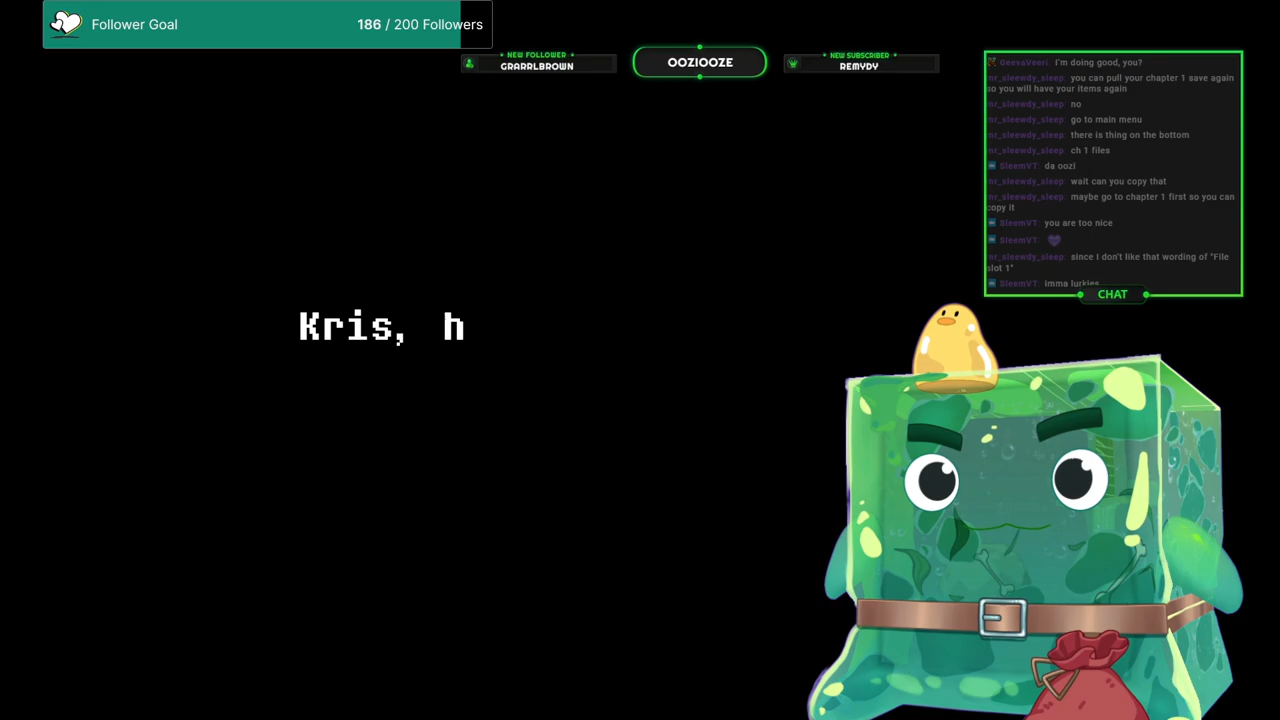 Follower Goal
186 / 200 Followers
NEW FOLLOWER
GRARRLBROWN
OOZIOOZE
NEW SUBSCRIBER
REMYDY
GeevaVeeri: I'm doing good, you?
mr_sleewdy_sleep: you can pull your chapter 1 save again
so you will have your items again
mr_sleewdy_sleep: no
mr_sleewdy_sleep: go to main menu
mr_sleewdy_sleep: there is thing on the bottom
mr_sleewdy_sleep: ch 1 files
SleemVT: da oozi
mr_sleewdy_sleep: wait can you copy that
mr_sleewdy_sleep: maybe go to chapter 1 first so you can
copy it
SleemVT: you are too nice
SleemVT:
mr_sleewdy_sleep: since I don't like that wording of "File
slot 1"
SleemVT: imma lurkies
CHAT
Kris, h